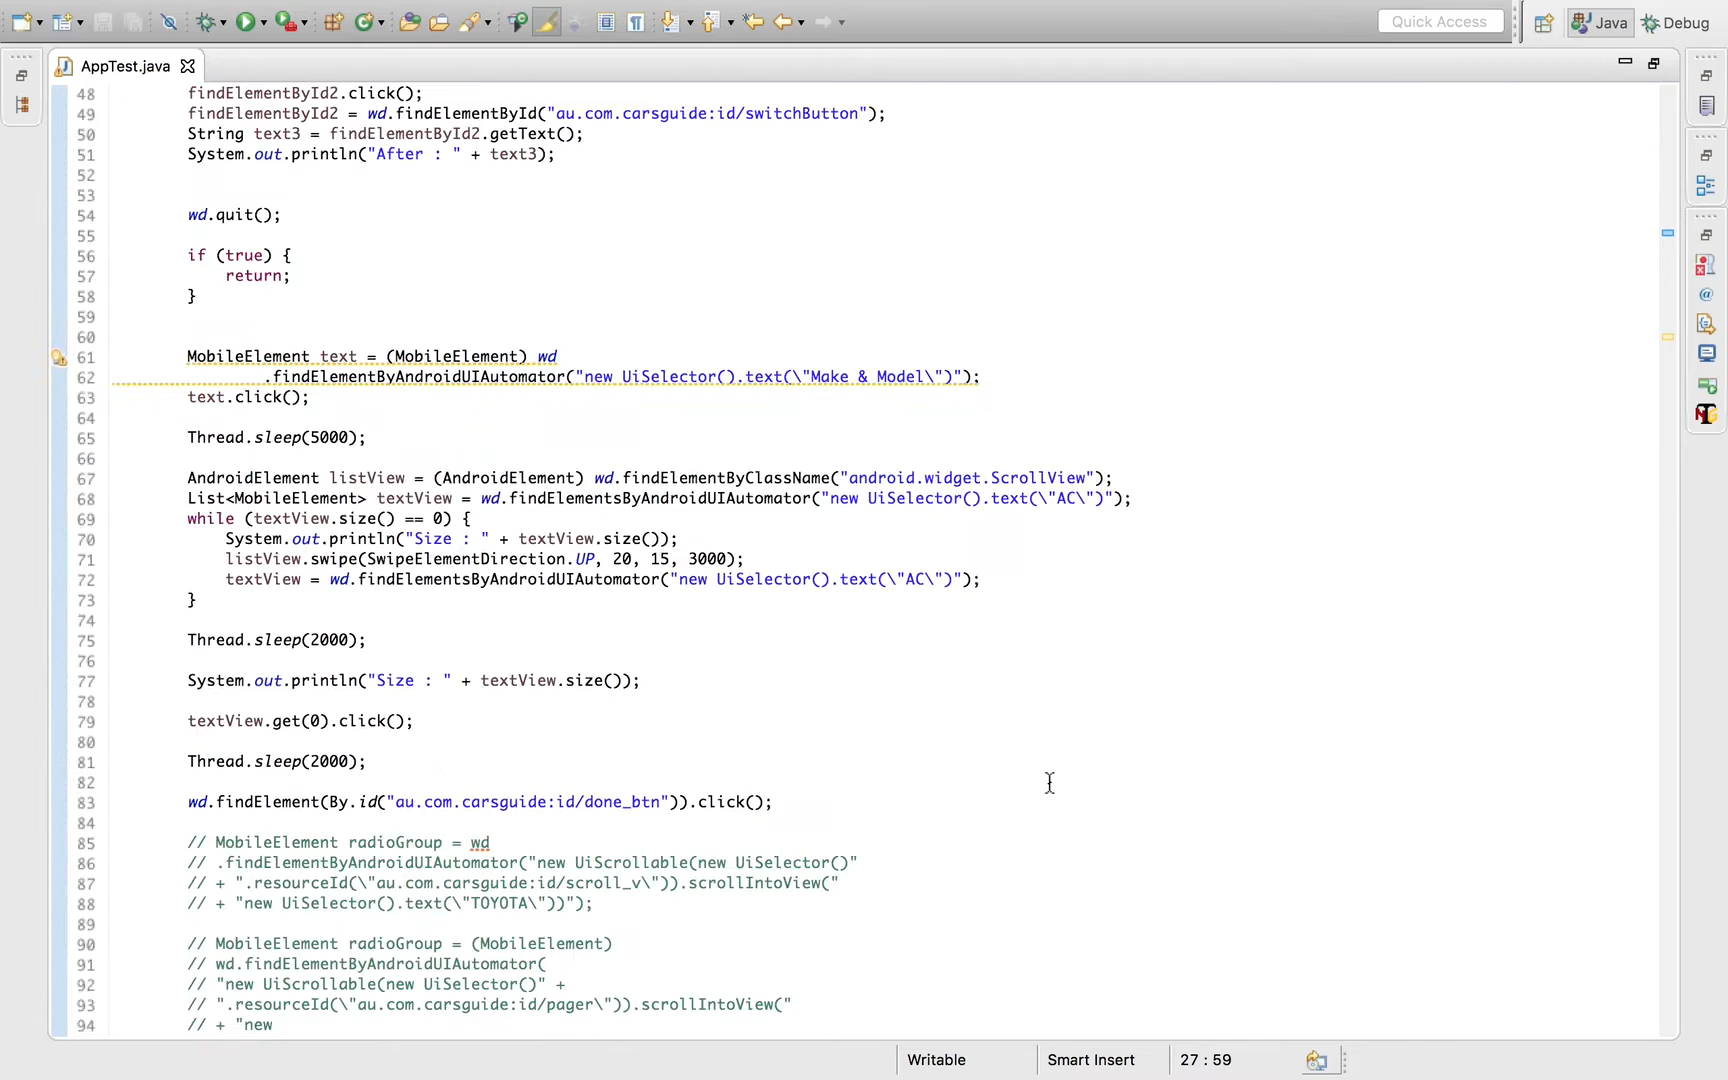 Quick Access
Java
Debug
AppTest.java
48 findElementById2.click();
49 findElementById2 = wd.findElementById("au.com.carsguide:id/switchButton");
50 String text3 = findElementById2.getText();
51 System.out.println("After : " + text3);
52
53
54 wd.quit();
55
56 if (true) {
57 return;
58 }
59
60
61 MobileElement text = (MobileElement) wd
62 .findElementByAndroidUIAutomator("new UiSelector().text(\"Make & Model\")");
63 text.click();
64
65 Thread.sleep(5000);
66
67 AndroidElement listView = (AndroidElement) wd.findElementByClassName("android.widget.ScrollView");
68 List<MobileElement> textView = wd.findElementsByAndroidUIAutomator("new UiSelector().text(\"AC\")");
69 while (textView.size() == 0) {
70 System.out.println("Size : " + textView.size());
71 listView.swipe(SwipeElementDirection.UP, 20, 15, 3000);
72 textView = wd.findElementsByAndroidUIAutomator("new UiSelector().text(\"AC\")");
73 }
74
75 Thread.sleep(2000);
76
77 System.out.println("Size : " + textView.size());
78
79 textView.get(0).click();
80
81 Thread.sleep(2000);
82
83 wd.findElement(By.id("au.com.carsguide:id/done_btn")).click();
84
85 // MobileElement radioGroup = wd
86 // .findElementByAndroidUIAutomator("new UiScrollable(new UiSelector()"
87 // + ".resourceId(\"au.com.carsguide:id/scroll_v\")).scrollIntoView("
88 // + "new UiSelector().text(\"TOYOTA\"))");
89
90 // MobileElement radioGroup = (MobileElement)
91 // wd.findElementByAndroidUIAutomator(
92 // "new UiScrollable(new UiSelector()" +
93 // ".resourceId(\"au.com.carsguide:id/pager\")).scrollIntoView("
94 // + "new
Writable
Smart Insert
27 : 59